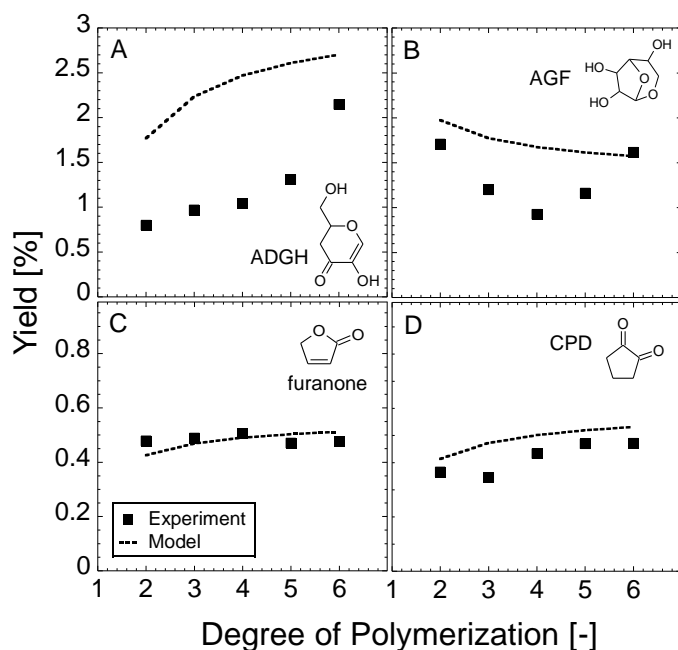 Yield [%]
3
2.5
2
1.5
1
0.5
0
A
OH
O
O
OH
ADGH
B
AGF
OH
HO
O
HO
O
0.8
0.6
0.4
0.2
0
C
O
O
furanone
Experiment
Model
D
CPD
O
O
1 2 3 4 5 6 1 2 3 4 5 6
Degree of Polymerization [-]